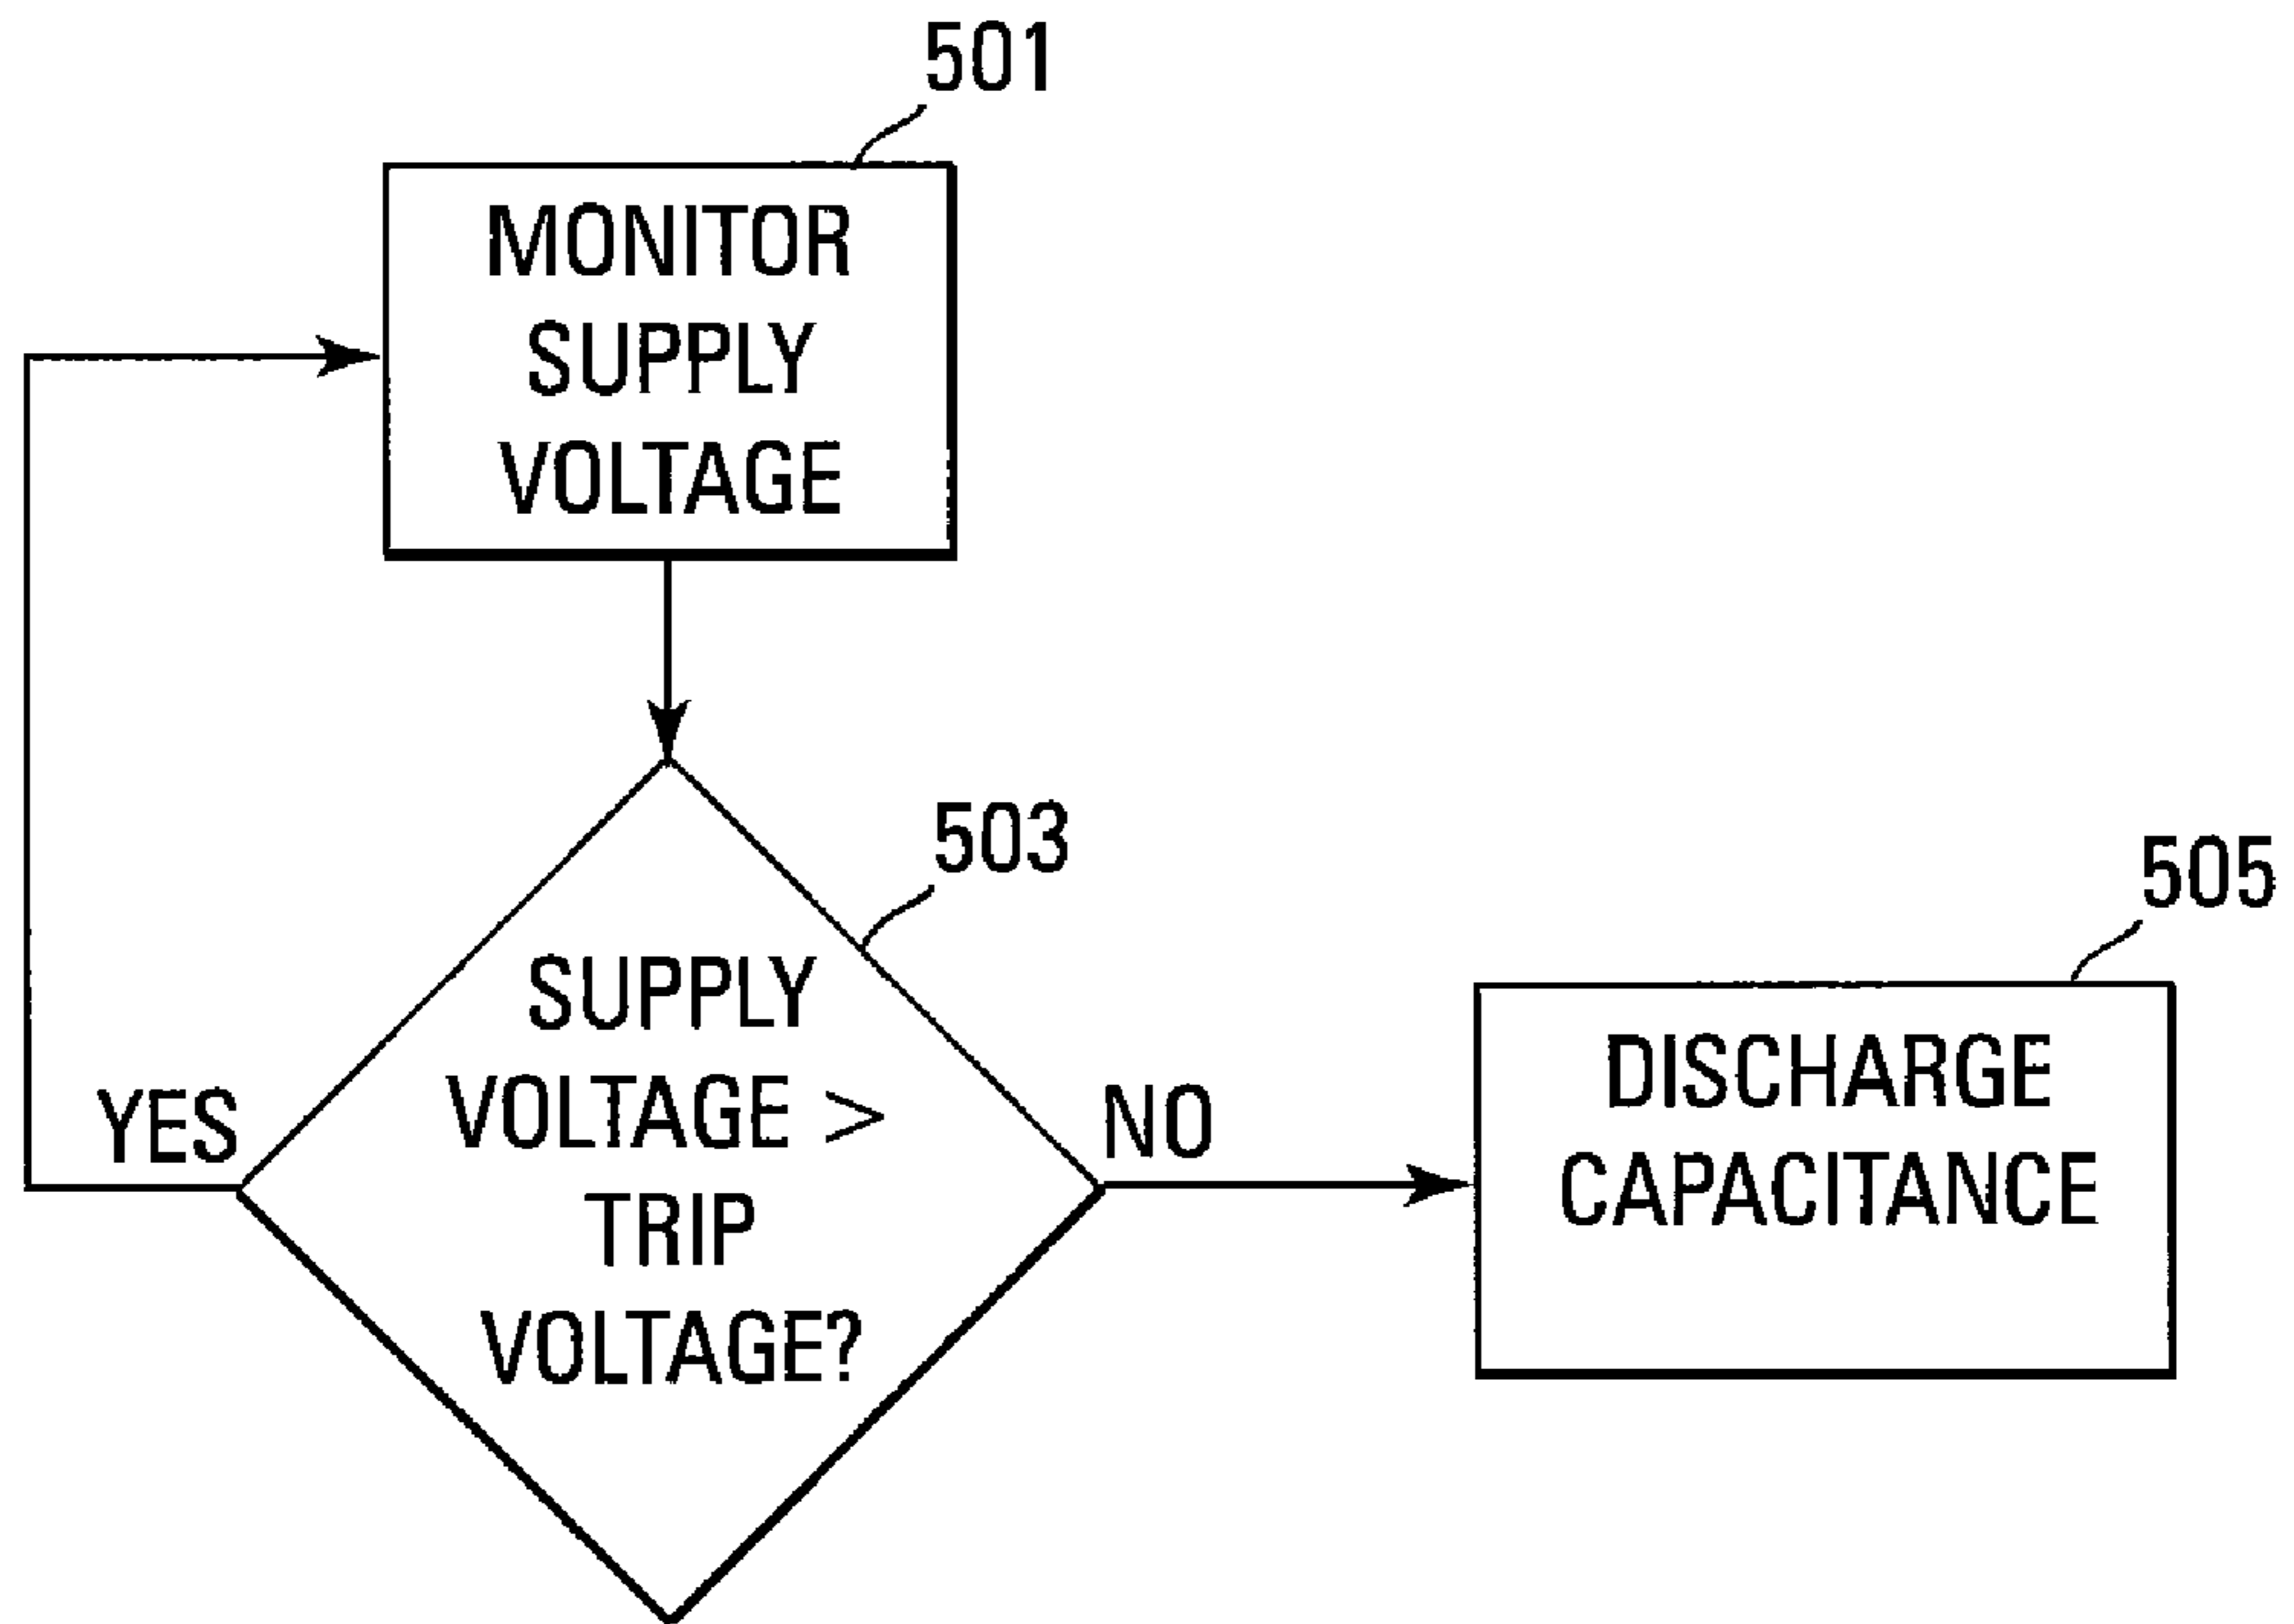 501
MONITOR
SUPPLY
VOLTAGE
503
SUPPLY
VOLTAGE >
TRIP
VOLTAGE?
YES
NO
505
DISCHARGE
CAPACITANCE